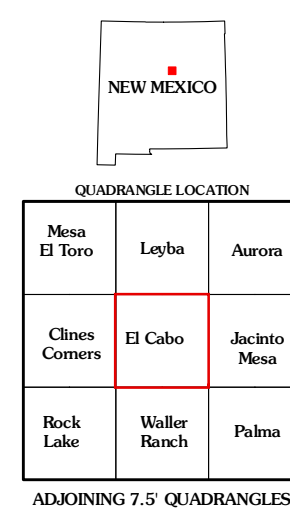 NEW MEXICO
QUADRANGLE LOCATION
Mesa
El Toro
Leyba
Aurora
Clines
Corners
El Cabo
Jacinto
Mesa
Rock
Lake
Waller
Ranch
Palma
ADJOINING 7.5' QUADRANGLES